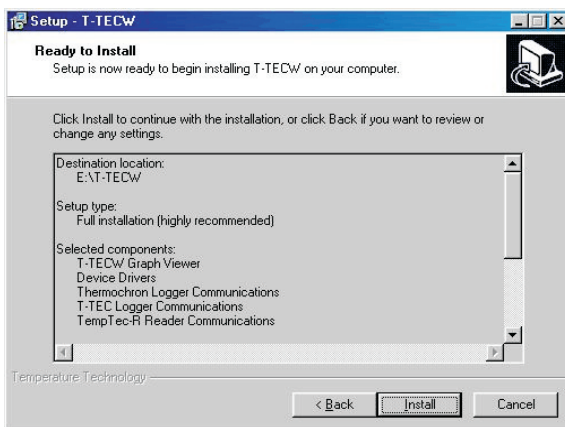 Setup - T-TECW
Ready to Install
Setup is now ready to begin installing T-TECW on your computer.
Click Install to continue with the installation, or click Back if you want to review or
change any settings.
Destination location:
E:\T-TECW
Setup type:
Full installation (highly recommended)
Selected components:
T-TECW Graph Viewer
Device Drivers
Thermochron Logger Communications
T-TEC Logger Communications
TempTec-R Reader Communications
Temperature Technology
< Back
Install
Cancel